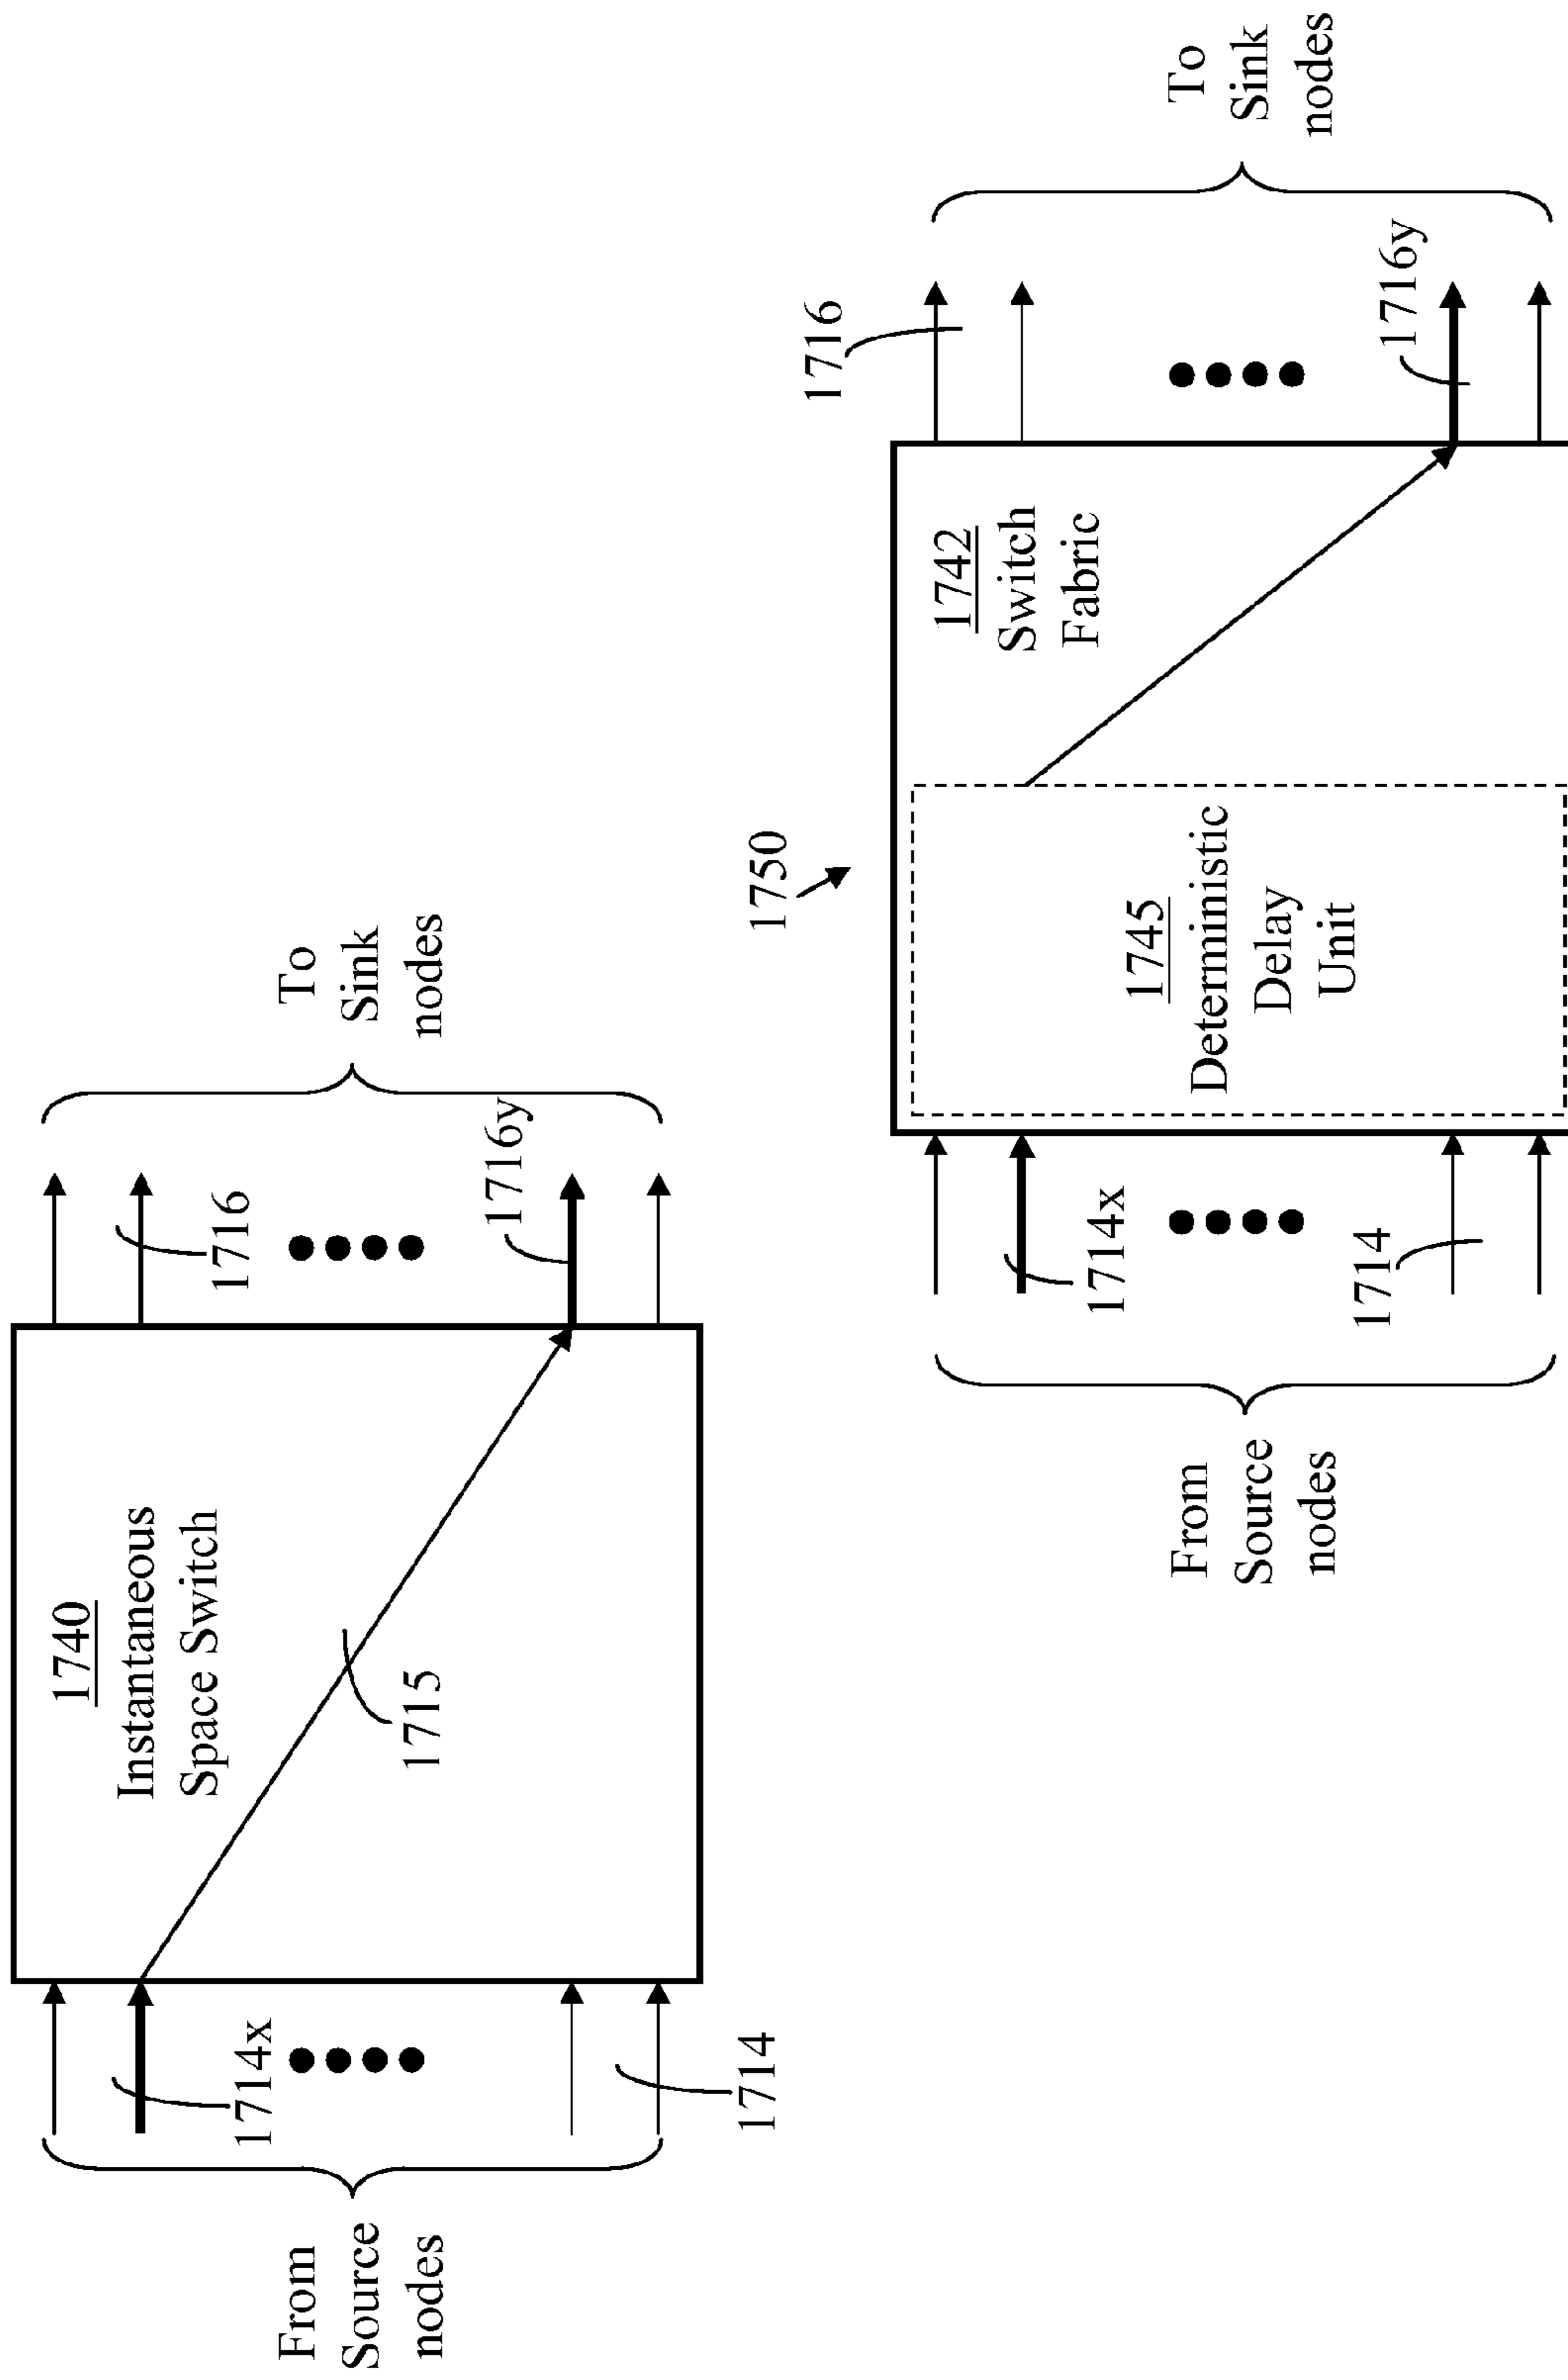 From
Source
nodes
1714x
1714
1740
Instantaneous
Space Switch
1715
1716
1716y
To
Sink
nodes
1750
From
Source
nodes
1714x
1714
1745
Deterministic
Delay
Unit
1742
Switch
Fabric
1716
1716y
To
Sink
nodes